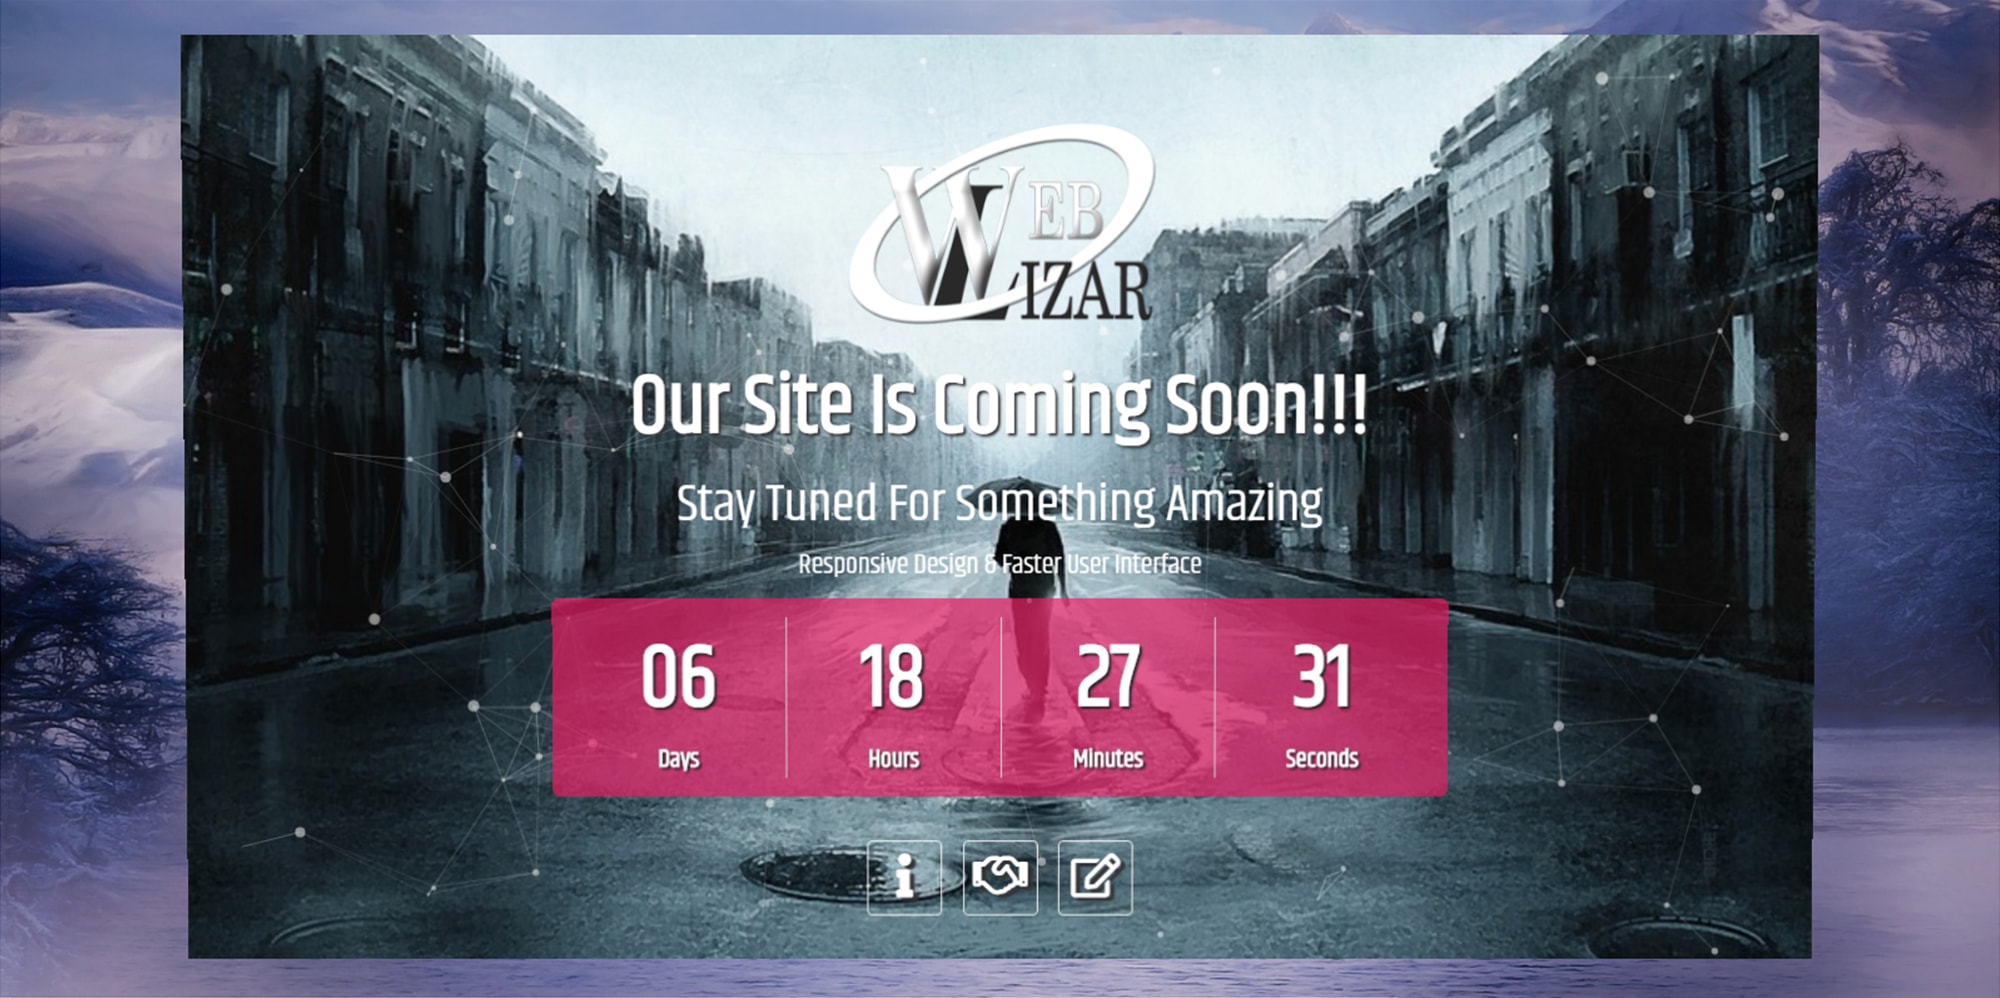 WEB
WIZAR
Our Site Is Coming Soon!!!
Stay Tuned For Something Amazing
Responsive Design & Faster User Interface
06 18 27 31
Days Hours Minutes Seconds